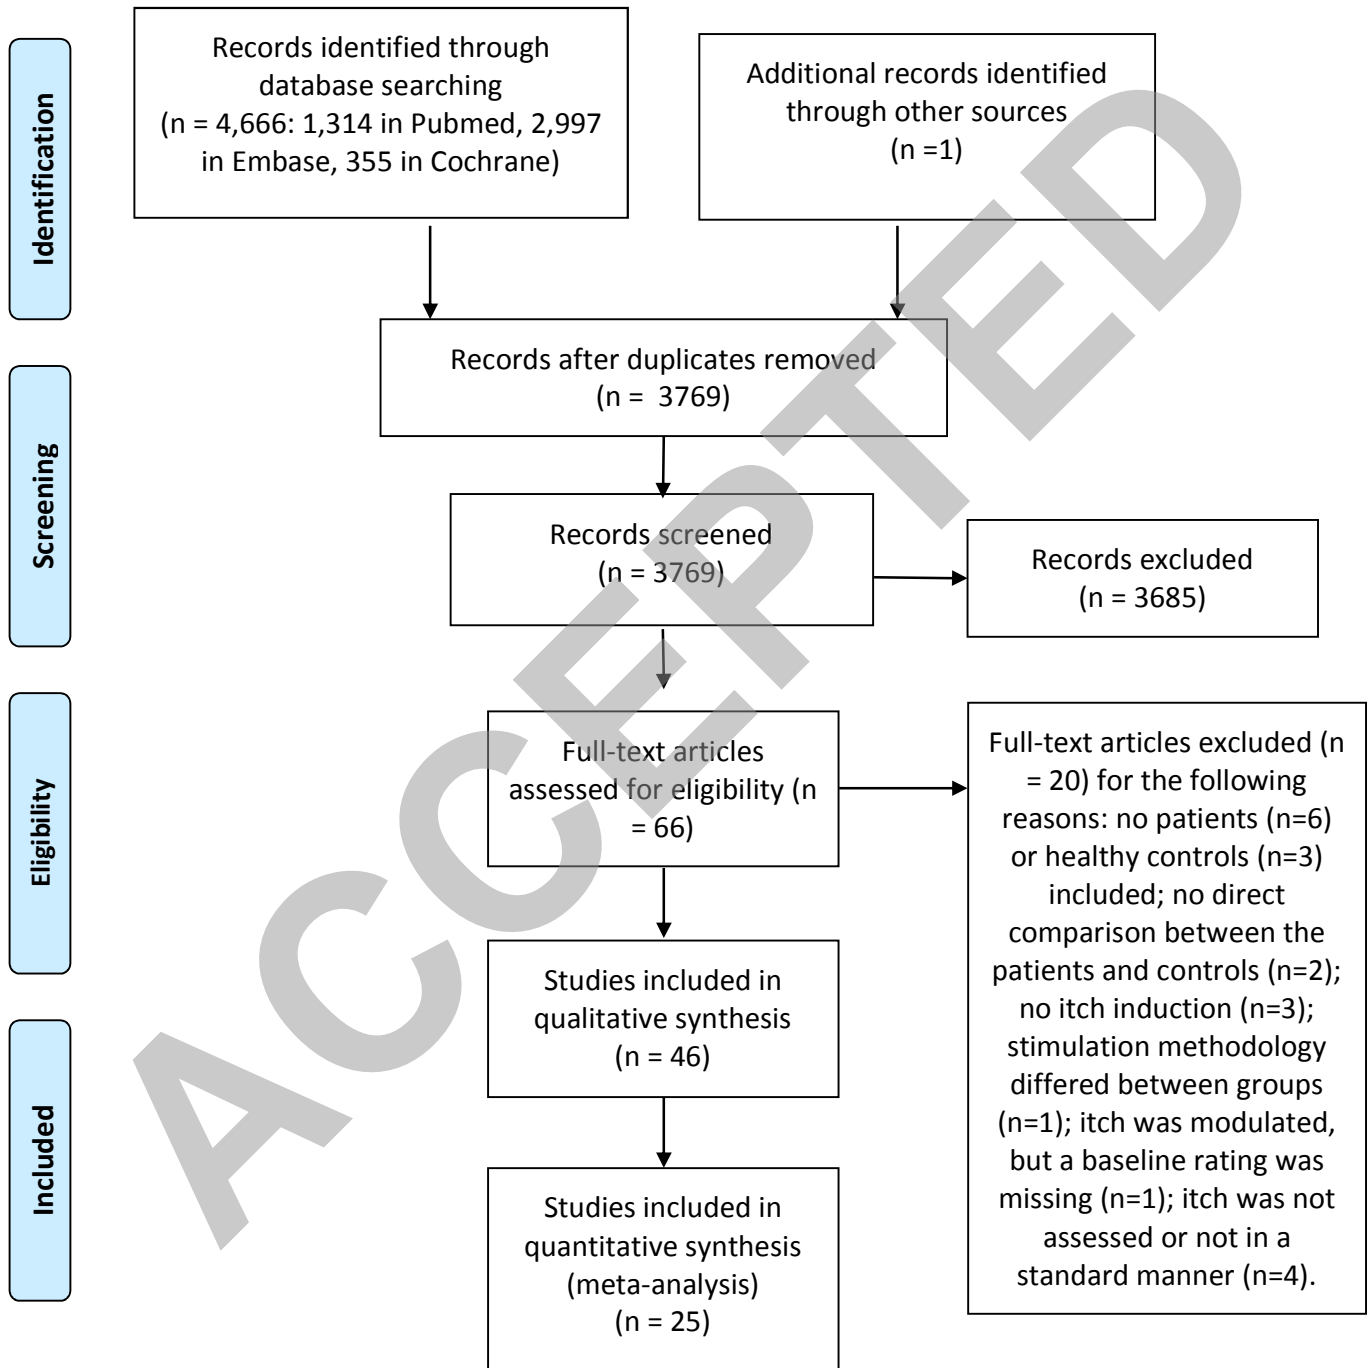 Identification
Records identified through
database searching
(n = 4,666: 1,314 in Pubmed, 2,997
in Embase, 355 in Cochrane)
Additional records identified
through other sources
(n =1)
Records after duplicates removed
(n =  3769)
Screening
Records screened
(n = 3769)
Records excluded
(n = 3685)
Eligibility
Full-text articles
assessed for eligibility (n
= 66)
Full-text articles excluded (n
= 20) for the following
reasons: no patients (n=6)
or healthy controls (n=3)
included; no direct
comparison between the
patients and controls (n=2);
no itch induction (n=3);
stimulation methodology
differed between groups
(n=1); itch was modulated,
but a baseline rating was
missing (n=1); itch was not
assessed or not in a
standard manner (n=4).
Studies included in
qualitative synthesis
(n = 46)
Included
Studies included in
quantitative synthesis
(meta-analysis)
(n = 25)
ACCEPTED